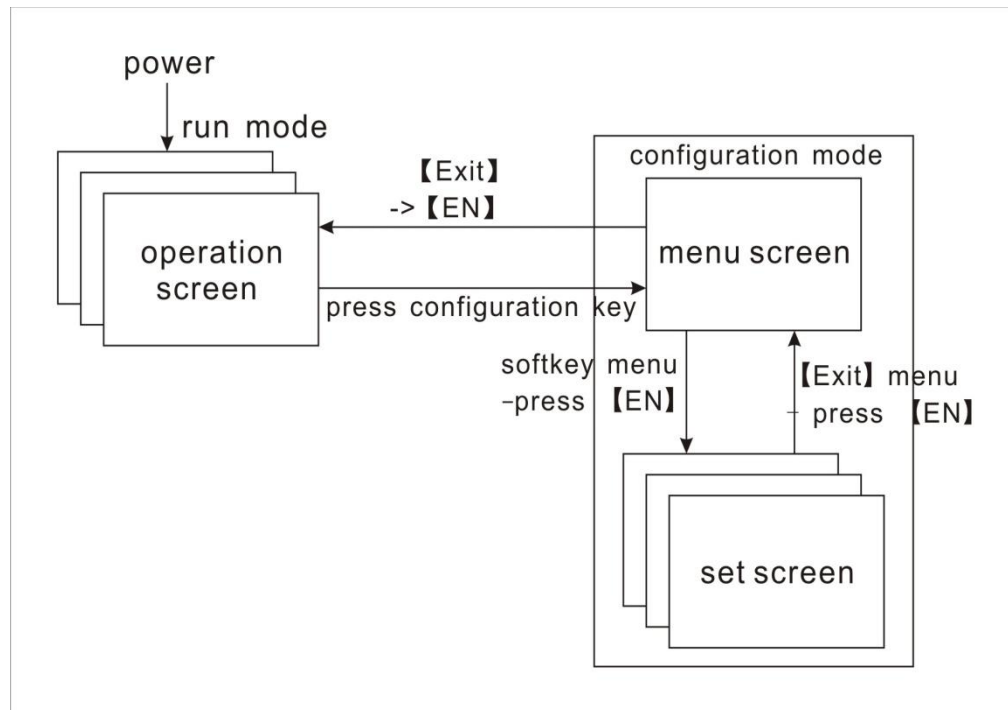 power
run mode
configuration mode
【Exit】
->【EN】
operation
screen
menu screen
press configuration key
softkey menu
-press 【EN】
【Exit】menu
- press 【EN】
set screen